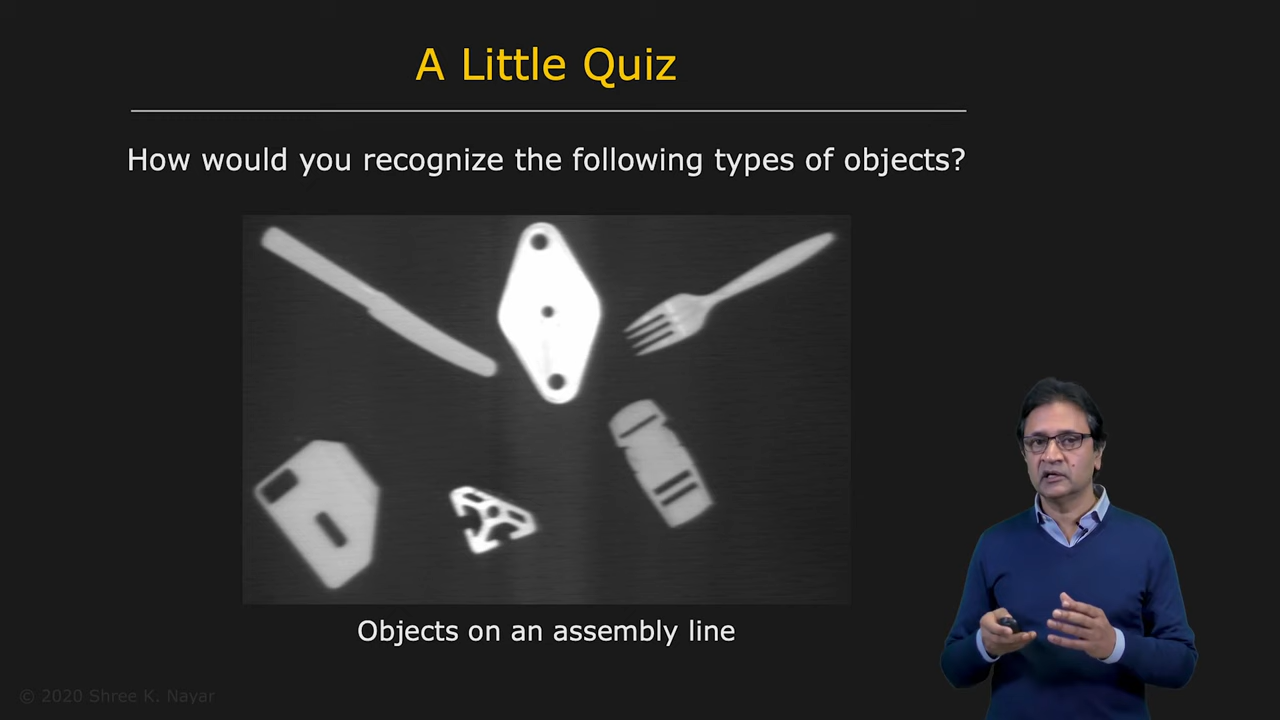 A Little Quiz
How would you recognize the following types of objects?
Objects on an assembly line
© 2020 Shree K. Nayar